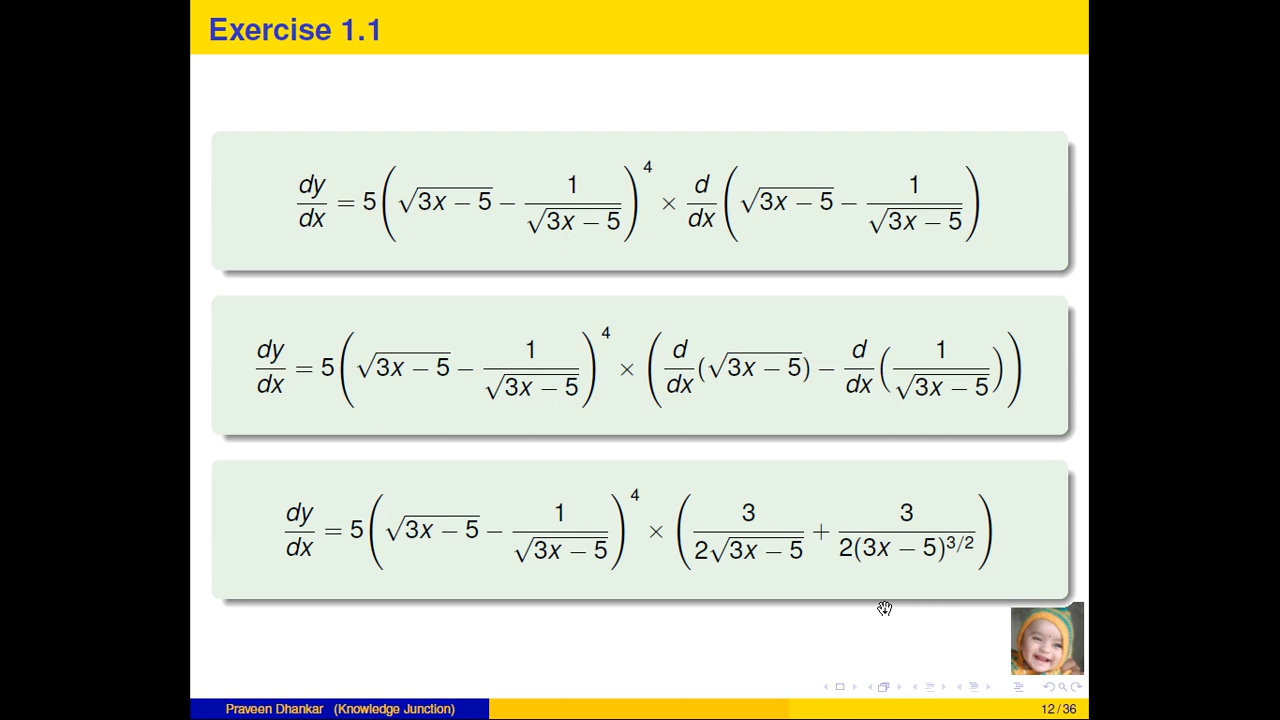 Exercise 1.1
dy/dx = 5(√(3x − 5) − 1/√(3x − 5))^4 × d/dx(√(3x − 5) − 1/√(3x − 5))
dy/dx = 5(√(3x − 5) − 1/√(3x − 5))^4 × (d/dx(√(3x − 5)) − d/dx(1/√(3x − 5)))
dy/dx = 5(√(3x − 5) − 1/√(3x − 5))^4 × (3/(2√(3x − 5)) + 3/(2(3x − 5)^{3/2}))
Praveen Dhankar (Knowledge Junction) 12 / 36